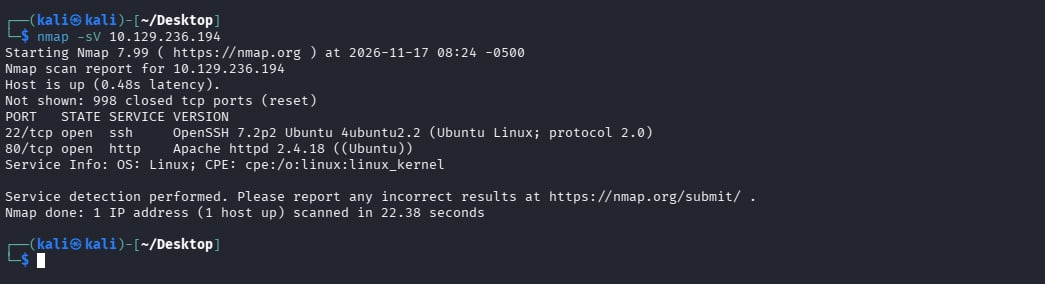 ┌──(kali㉿kali)-[~/Desktop]
└─$ nmap -sV 10.129.236.194
Starting Nmap 7.99 ( https://nmap.org ) at 2026-11-17 08:24 -0500
Nmap scan report for 10.129.236.194
Host is up (0.48s latency).
Not shown: 998 closed tcp ports (reset)
PORT   STATE SERVICE VERSION
22/tcp open  ssh     OpenSSH 7.2p2 Ubuntu 4ubuntu2.2 (Ubuntu Linux; protocol 2.0)
80/tcp open  http    Apache httpd 2.4.18 ((Ubuntu))
Service Info: OS: Linux; CPE: cpe:/o:linux:linux_kernel

Service detection performed. Please report any incorrect results at https://nmap.org/submit/ .
Nmap done: 1 IP address (1 host up) scanned in 22.38 seconds

┌──(kali㉿kali)-[~/Desktop]
└─$